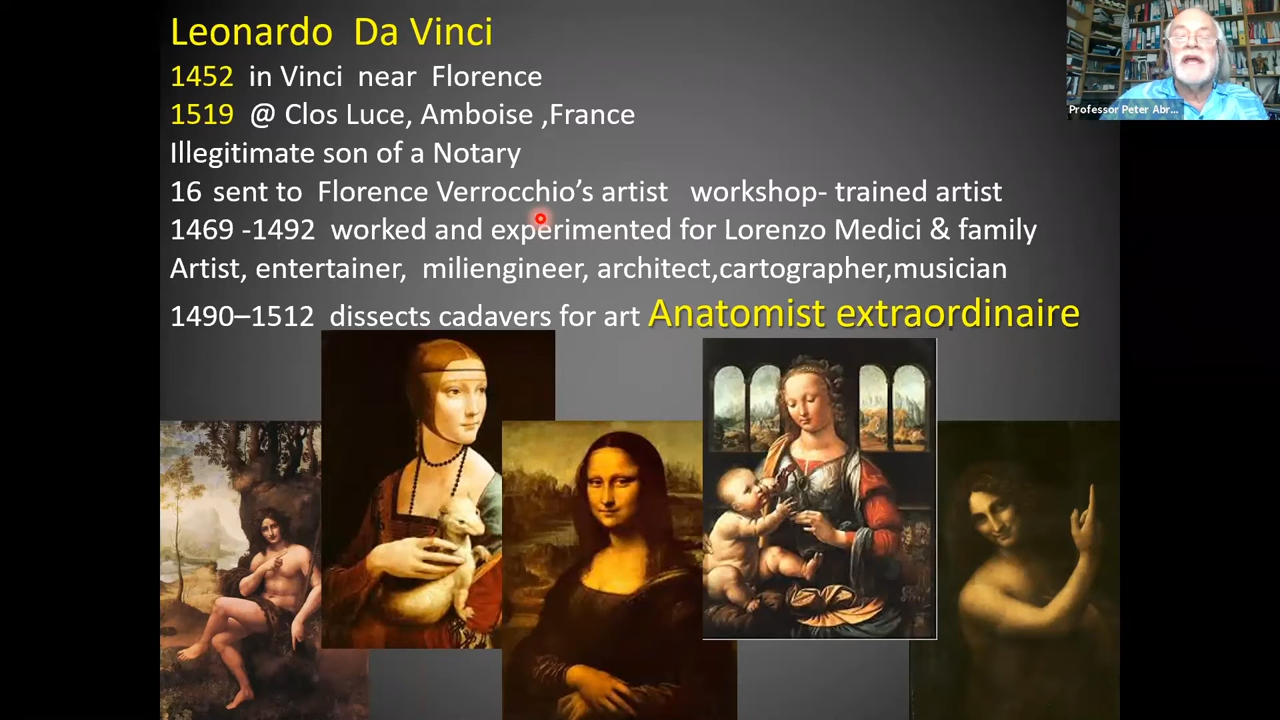 Leonardo Da Vinci
1452 in Vinci near Florence
1519 @ Clos Luce, Amboise ,France
Illegitimate son of a Notary
16 sent to Florence Verrocchio's artist workshop- trained artist
1469 -1492 worked and experimented for Lorenzo Medici & family
Artist, entertainer, miliengineer, architect,cartographer,musician
1490–1512 dissects cadavers for art Anatomist extraordinaire
Professor Peter Abr...